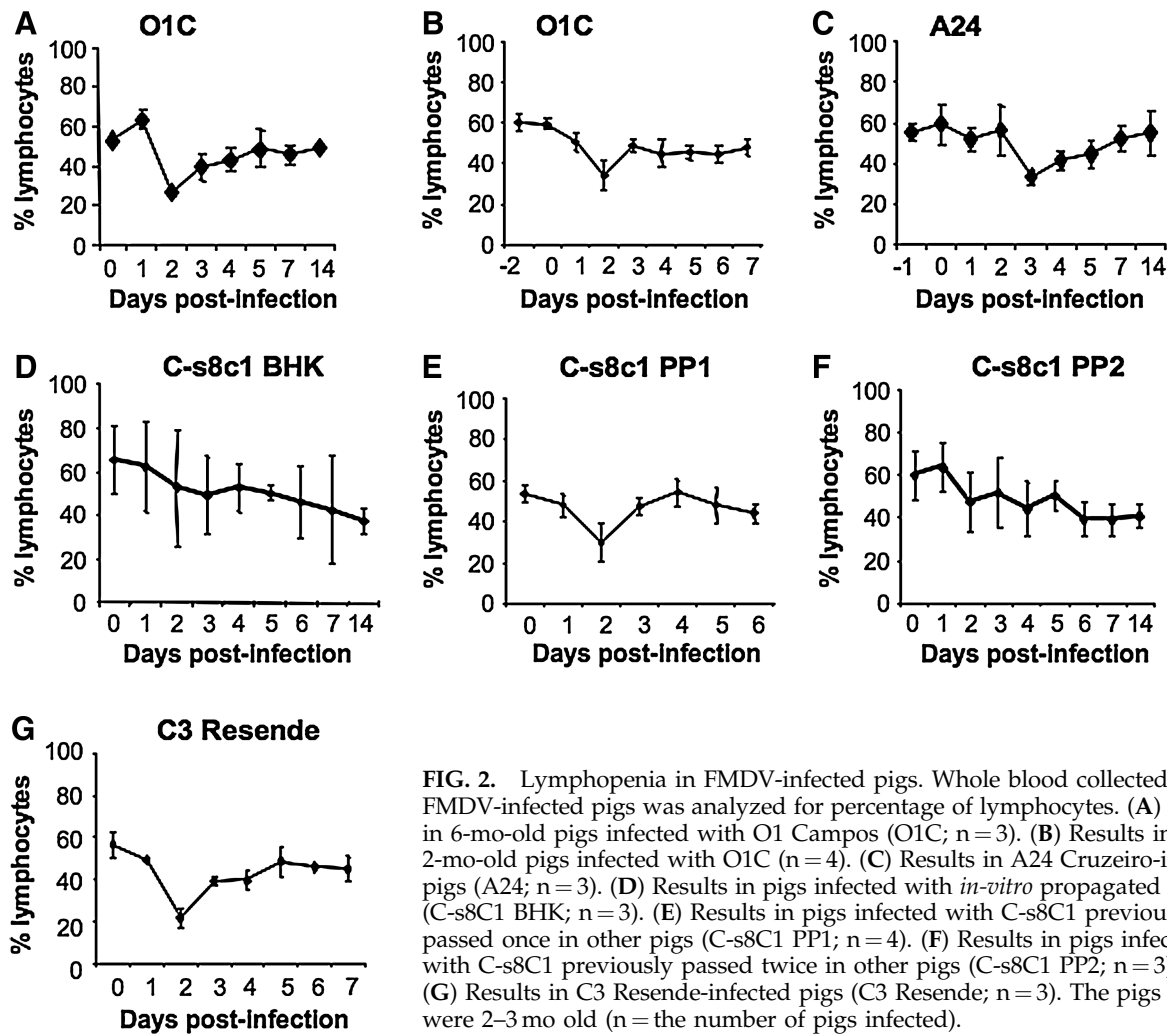 A O1C
% lymphocytes
100
80
60
40
20
0
0 1 2 3 4 5 7 14
Days post-infection
B O1C
% lymphocytes
100
80
60
40
20
0
-2 0 1 2 3 4 5 6 7
Days post-infection
C A24
% lymphocytes
100
80
60
40
20
0
-1 0 1 2 3 4 5 7 14
Days post-infection
D C-s8c1 BHK
% lymphocytes
100
80
60
40
20
0
0 1 2 3 4 5 6 7 14
Days post-infection
E C-s8c1 PP1
% lymphocytes
100
80
60
40
20
0
0 1 2 3 4 5 6
Days post-infection
F C-s8c1 PP2
% lymphocytes
100
80
60
40
20
0
0 1 2 3 4 5 6 7 14
Days post-infection
G C3 Resende
% lymphocytes
100
80
60
40
20
0
0 1 2 3 4 5 6 7
Days post-infection
FIG. 2. Lymphopenia in FMDV-infected pigs. Whole blood collected
FMDV-infected pigs was analyzed for percentage of lymphocytes. (A)
in 6-mo-old pigs infected with O1 Campos (O1C; n = 3). (B) Results in
2-mo-old pigs infected with O1C (n = 4). (C) Results in A24 Cruzeiro-i
pigs (A24; n = 3). (D) Results in pigs infected with in-vitro propagated
(C-s8C1 BHK; n = 3). (E) Results in pigs infected with C-s8C1 previou
passed once in other pigs (C-s8C1 PP1; n = 4). (F) Results in pigs infec
with C-s8C1 previously passed twice in other pigs (C-s8C1 PP2; n = 3)
(G) Results in C3 Resende-infected pigs (C3 Resende; n = 3). The pigs
were 2–3 mo old (n = the number of pigs infected).